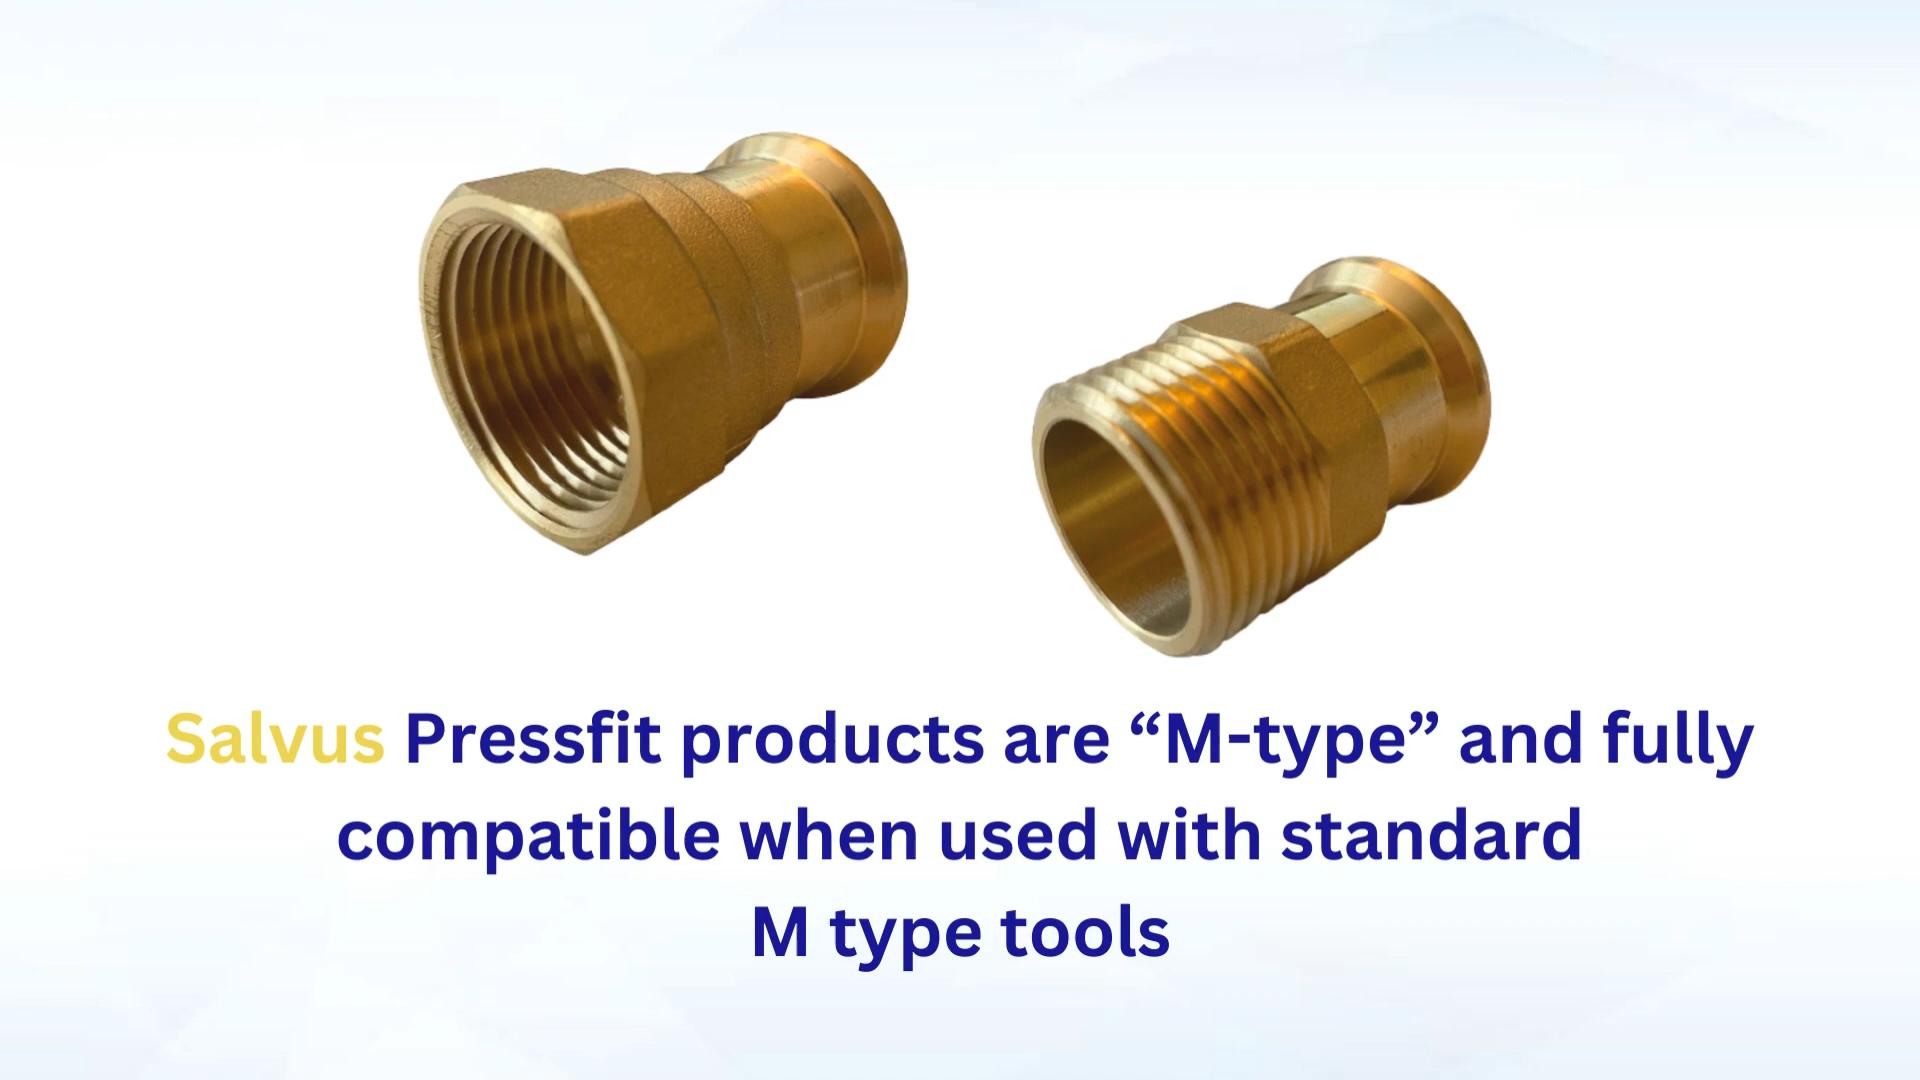 Salvus Pressfit products are “M-type” and fully
compatible when used with standard
M type tools